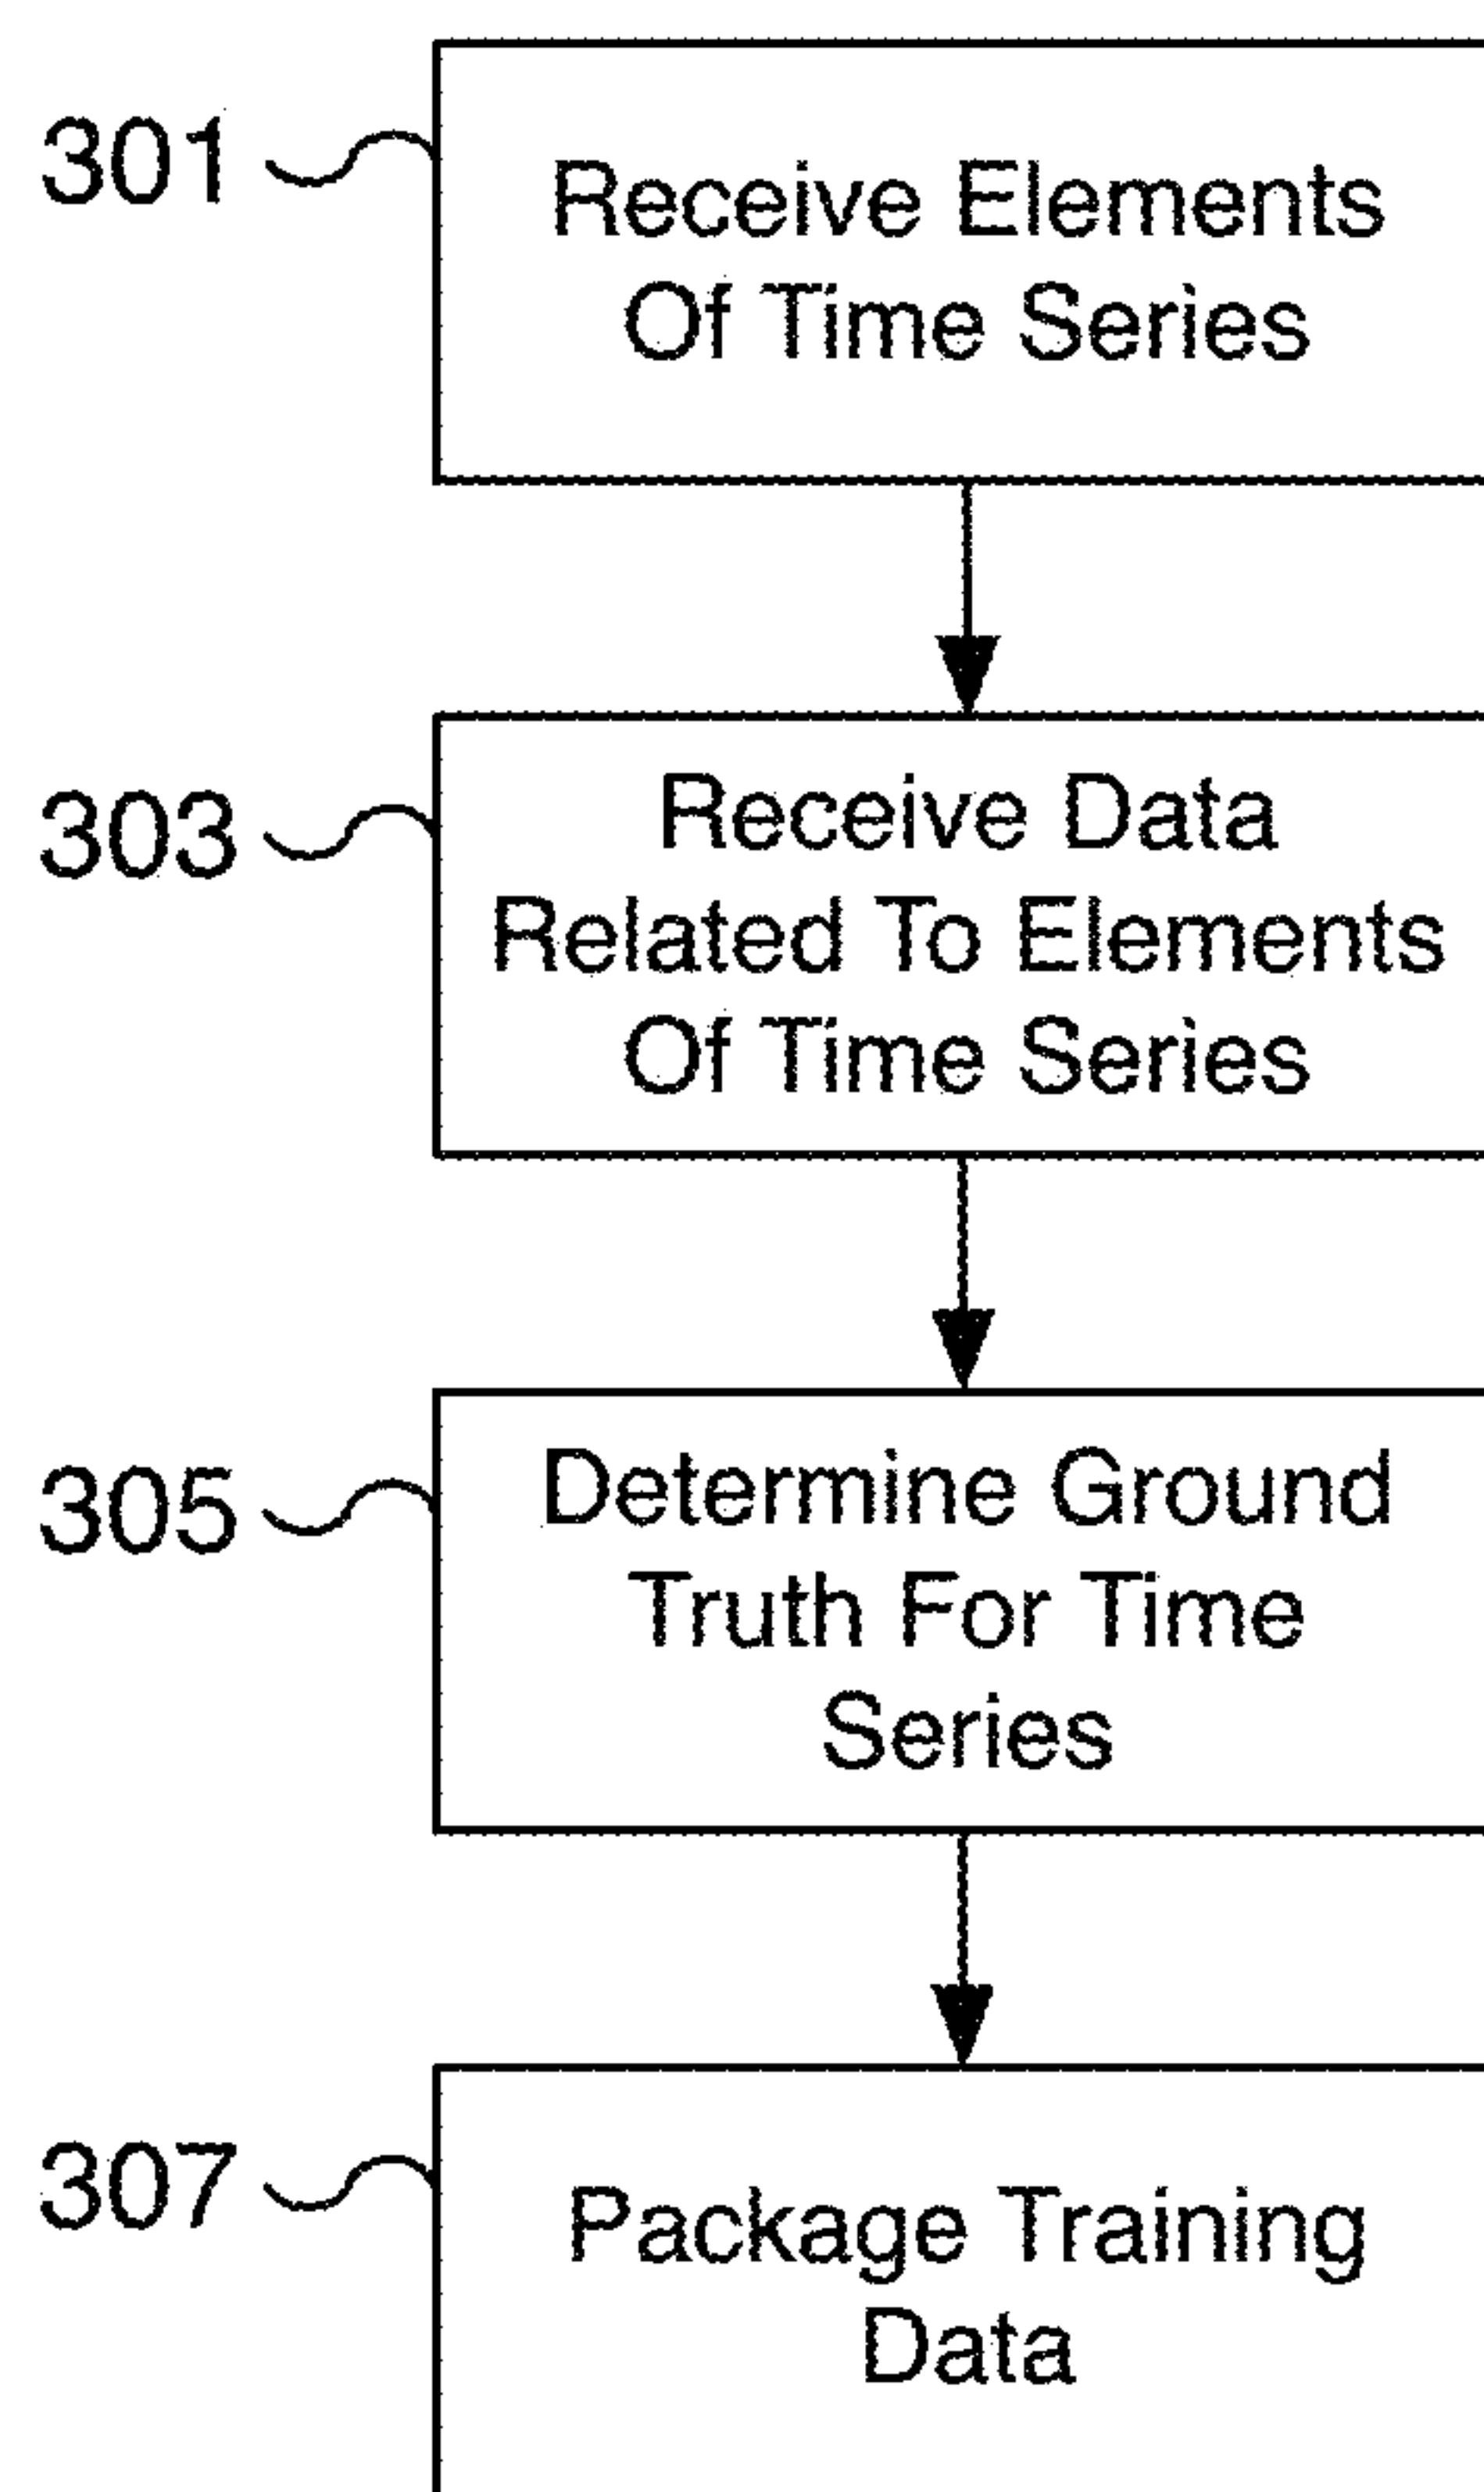 301
Receive Elements
Of Time Series
303
Receive Data
Related To Elements
Of Time Series
305
Determine Ground
Truth For Time
Series
307
Package Training
Data